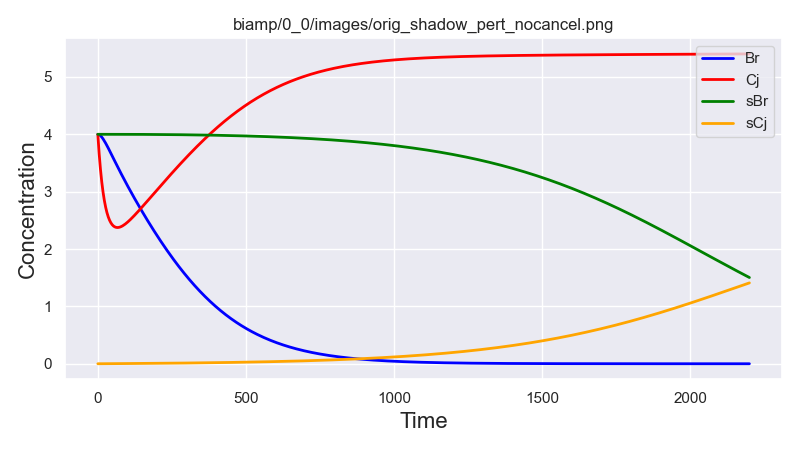 biamp/0_0/images/orig_shadow_pert_nocancel.png
Br
Cj
sBr
sCj
Concentration
5
4
3
2
1
0
0 500 1000 1500 2000
Time